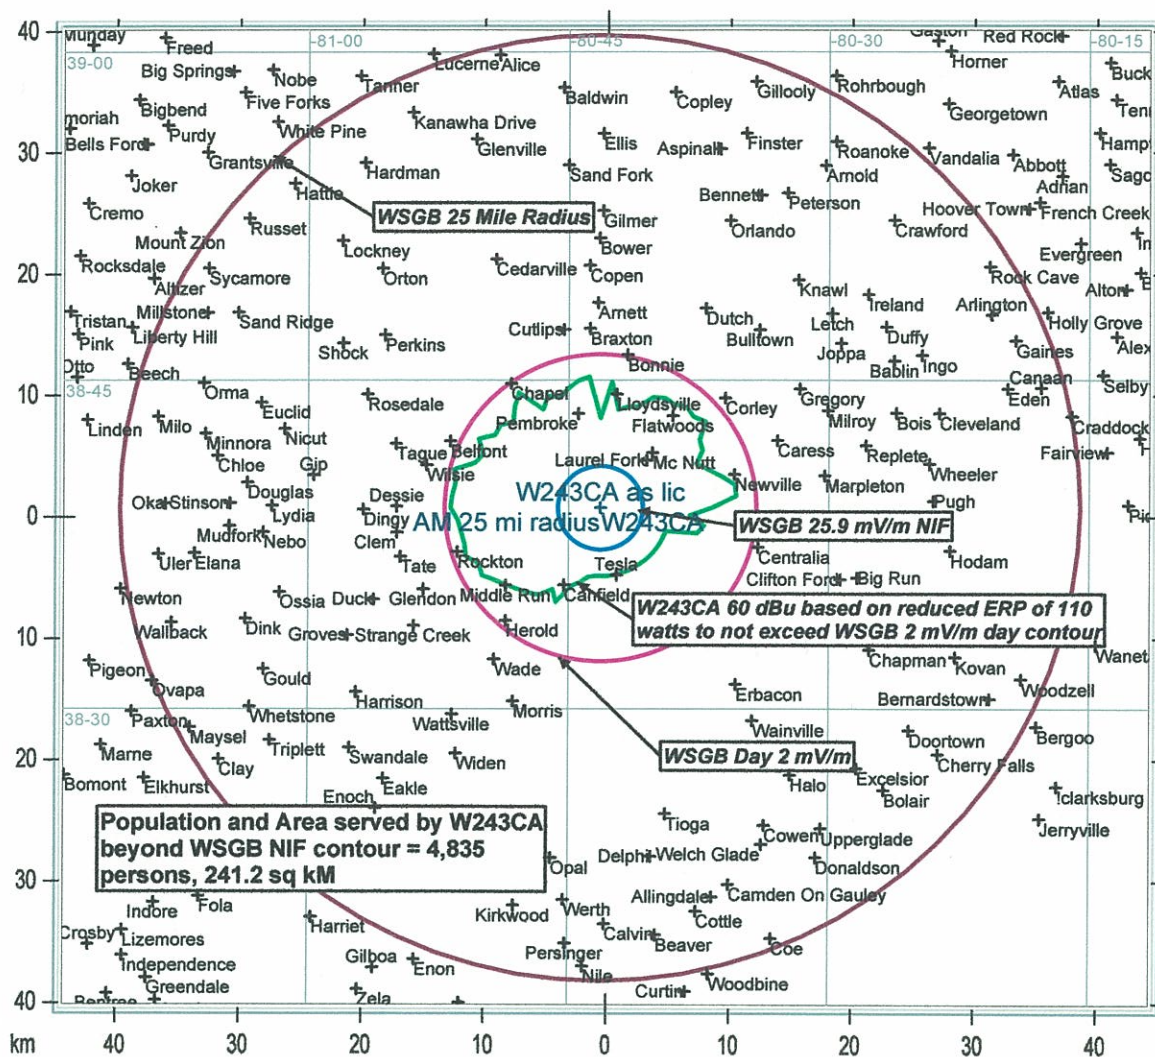 40
Munday
Freed
-81-00
-80-45
-80-30
Gaston
Red Rock
-80-15
39-00
Big Springs
Nobe
Tanner
Lucerne
Alice
Horner
Buck
Five Forks
Baldwin
Copley
Gillooly
Rohrbough
Atlas
Bigbend
Georgetown
Tenn
moriah
Purdy
White Pine
Kanawha Drive
Bells Ford
Glenville
Ellis
Aspinall
Finster
Roanoke
Vandalia
Hampt
30
Grantsville
Abbott
Joker
Hardman
Sand Fork
Arnold
Adrian
Sago
Hattie
Bennett
Peterson
Cremo
WSGB 25 Mile Radius
Hoover Town
French Creek
Russet
Gilmer
Orlando
Crawford
Mount Zion
Lockney
Bower
Evergreen
Rocksdale
Sycamore
Orton
Cedarville
Copen
Rock Cave
20
Altizer
Knawl
Ireland
Alton
Millstone
Arnett
Dutch
Arlington
Tristan
Sand Ridge
Letch
Holly Grove
Liberty Hill
Cutlips
Braxton
Bulltown
Duffy
Pink
Shock
Perkins
Joppa
Gaines
Alex
Otto
Beech
Bonnie
Bablin
Ingo
38-45
Canaan
10
Orma
Chapel
Gregory
Eden
Selby
Rosedale
Lloydsville
Corley
Euclid
Pembroke
Flatwoods
Milroy
Bois
Cleveland
Craddock
Linden
Milo
Nicut
Minnora
Tague
Belfont
Caress
Replete
Fairview
Chloe
Gip
Wilsie
Laurel Fork
Mc Nutt
Wheeler
Douglas
Newville
Marpleton
Oka
Stinson
Dessie
W243CA as lic
Pugh
0
Lydia
Dingy
AM 25 mi radiusW243CA
WSGB 25.9 mV/m NIF
Mudfork
Nebo
Clem
Centralia
Uler
Elana
Tate
Rockton
Tesla
Hodam
Clifton Ford
Big Run
Newton
Ossia
Duck
Glendon
Middle Run
Canfield
W243CA 60 dBu based on reduced ERP of 110
watts to not exceed WSGB 2 mV/m day contour
Wallback
Dink
Groves
Strange Creek
Herold
10
Wanet
Pigeon
Wade
Chapman
Kovan
Gould
Ovapa
Harrison
Erbacon
Bernardstown
Woodzell
38-30
Paxton
Whetstone
Wattsville
Morris
Wainville
Marne
Maysel
Triplett
Doortown
Bergoo
Swandale
Widen
WSGB Day 2 mV/m
20
Clay
Cherry Falls
Bomont
Elkhurst
Eakle
Halo
Excelsior
Enoch
Bolair
Iclarksburg
Population and Area served by W243CA
beyond WSGB NIF contour = 4,835
persons, 241.2 sq kM
Tioga
Cowen
Upperglade
Jerryville
Opal
Delphi
Welch Glade
Donaldson
30
Indore
Fola
Allingdale
Camden On Gauley
Harriet
Kirkwood
Werth
Cottle
Crosby
Lizemores
Calvin
Beaver
Coe
Independence
Gilboa
Enon
Persinger
Nile
Greendale
Woodbine
40
Zela
Curtin
km
40
30
20
10
0
10
20
30
40